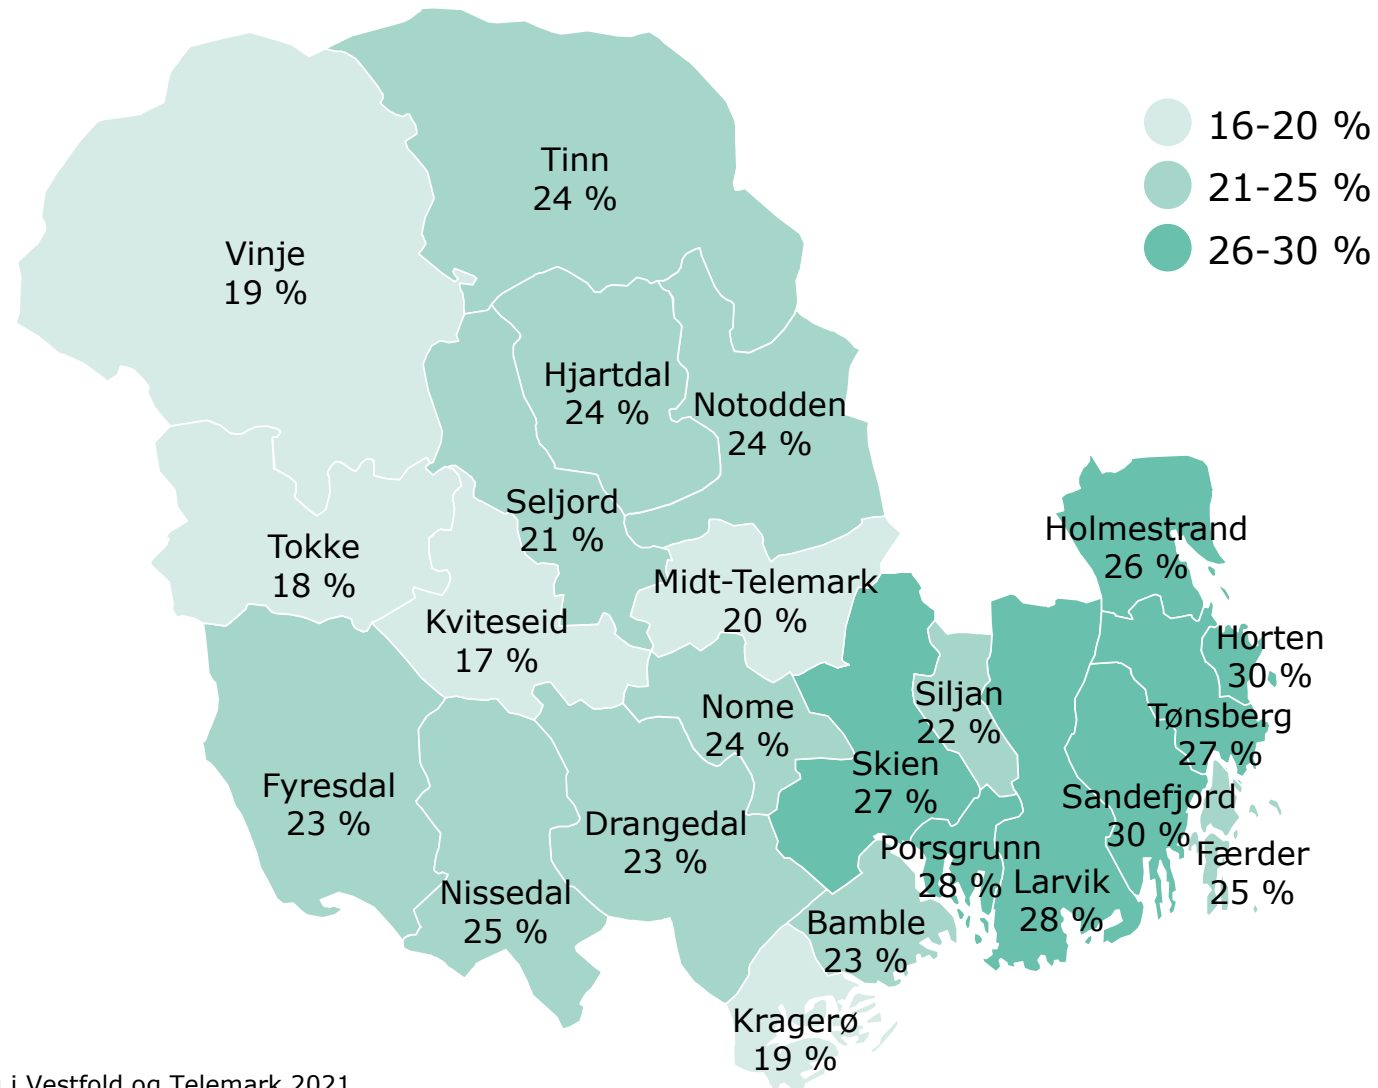 16-20 %
21-25 %
26-30 %
Tinn
24 %
Vinje
19 %
Hjartdal
24 %
Notodden
24 %
Seljord
21 %
Tokke
18 %
Midt-Telemark
20 %
Kviteseid
17 %
Holmestrand
26 %
Horten
30 %
Siljan
22 %
Nome
24 %
Tønsberg
27 %
Skien
27 %
Fyresdal
23 %
Sandefjord
30 %
Drangedal
23 %
Porsgrunn
28 %
Færder
25 %
Larvik
28 %
Nissedal
25 %
Bamble
23 %
Kragerø
19 %
i Vestfold og Telemark 2021